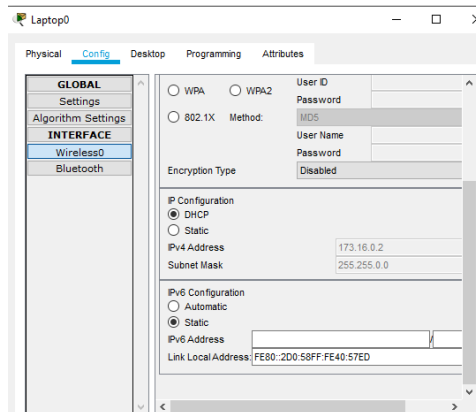 Laptop0
Physical Config Desktop Programming Attributes
GLOBAL
Settings
Algorithm Settings
INTERFACE
Wireless0
Bluetooth
WPA WPA2 User ID
Password
802.1X Method: MD5
User Name
Password
Encryption Type Disabled
IP Configuration
DHCP
Static
IPv4 Address 173.16.0.2
Subnet Mask 255.255.0.0
IPv6 Configuration
Automatic
Static
IPv6 Address /
Link Local Address: FE80::2D0:58FF:FE40:57ED